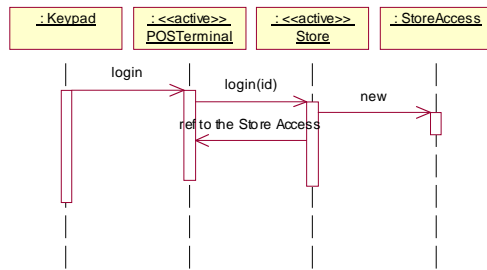 : Keypad
: <<active>>
POSTerminal
: <<active>>
Store
: StoreAccess
login
login(id)
new
ref to the Store Access